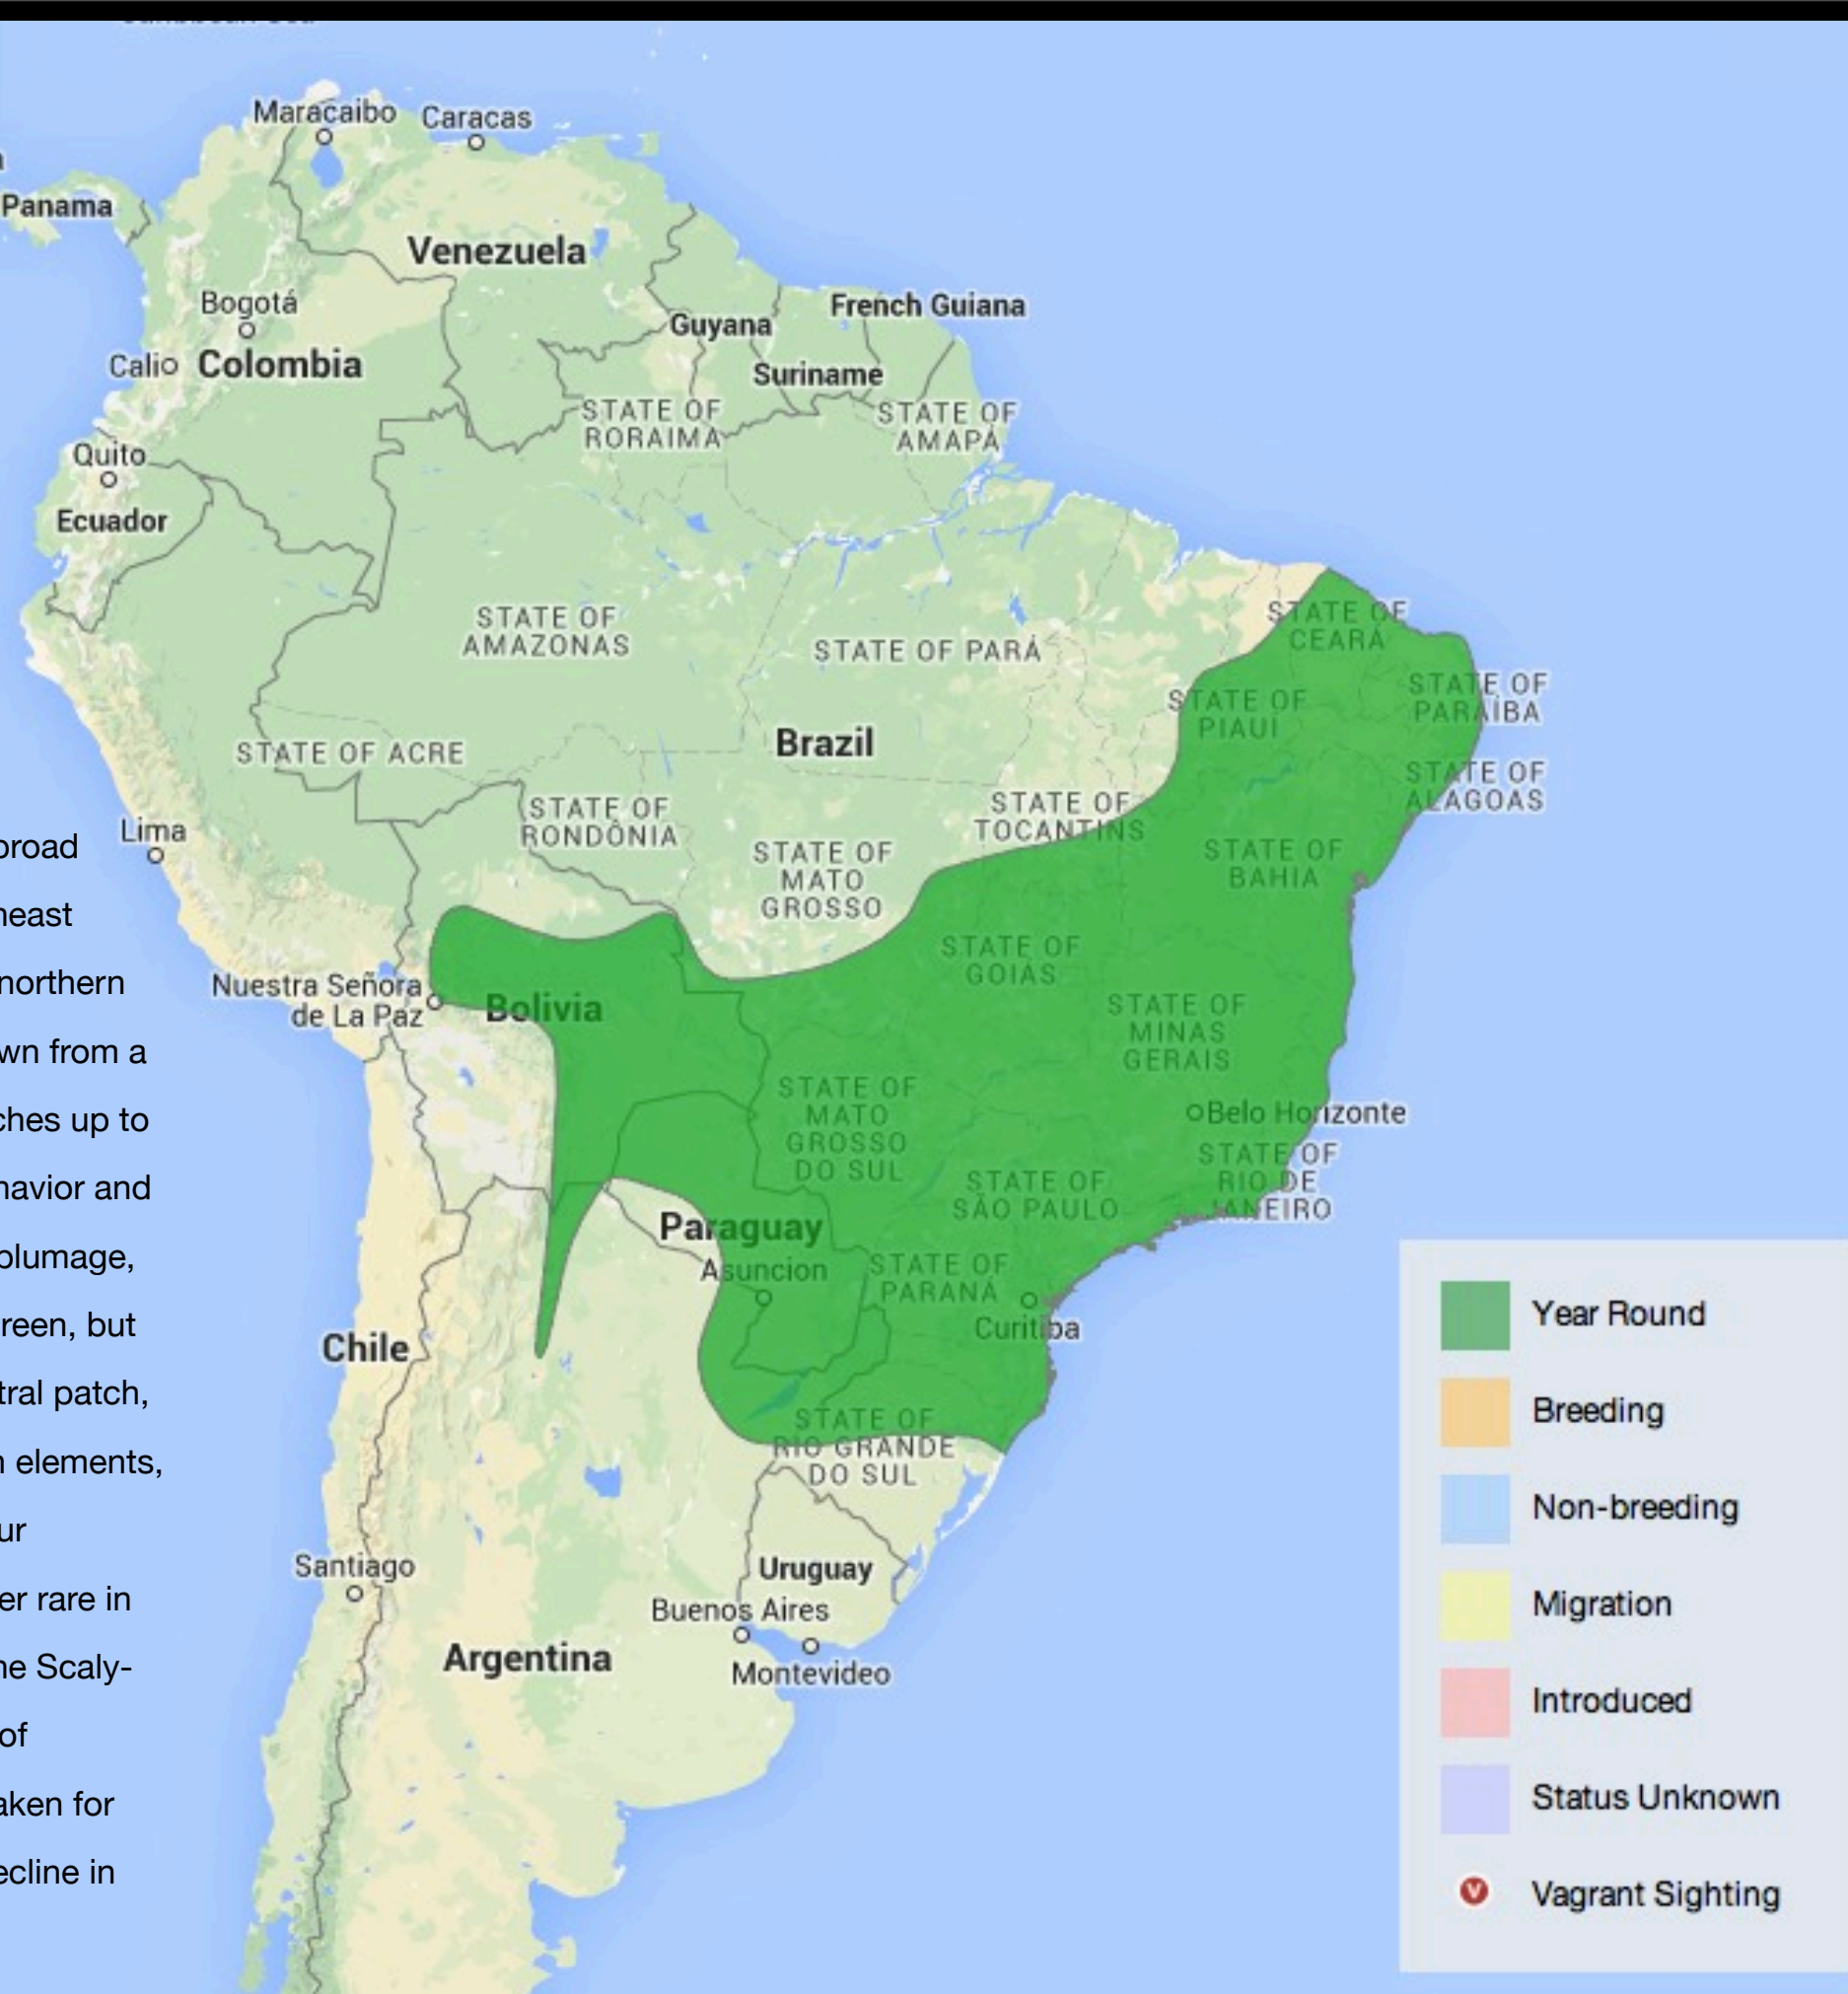 Maracaibo
Caracas
Panama
Venezuela
Bogotá
French Guiana
Guyana
Cali
Colombia
Suriname
STATE OF
RORAIMA
STATE OF
AMAPÁ
Quito
Ecuador
STATE OF
CEARÁ
STATE OF
AMAZONAS
STATE OF PARÁ
STATE OF
PARAÍBA
STATE OF
PIAUÍ
Brazil
STATE OF ACRE
STATE OF
ALAGOAS
STATE OF
RONDÔNIA
STATE OF
TOCANTINS
Lima
STATE OF
MATO
GROSSO
STATE OF
BAHIA
STATE OF
GOIÁS
Nuestra Señora
de La Paz
Bolivia
STATE OF
MINAS
GERAIS
STATE OF
MATO
GROSSO
DO SUL
Belo Horizonte
STATE OF
RIO DE
JANEIRO
STATE OF
SÃO PAULO
Paraguay
Asuncion
STATE OF
PARANÁ
Curitiba
Chile
STATE OF
RIO GRANDE
DO SUL
Santiago
Uruguay
Buenos Aires
Argentina
Montevideo
broad
heast
northern
wn from a
ches up to
havior and
plumage,
reen, but
tral patch,
elements,
ur
er rare in
he Scaly-
of
aken for
ecline in
Year Round
Breeding
Non-breeding
Migration
Introduced
Status Unknown
V Vagrant Sighting